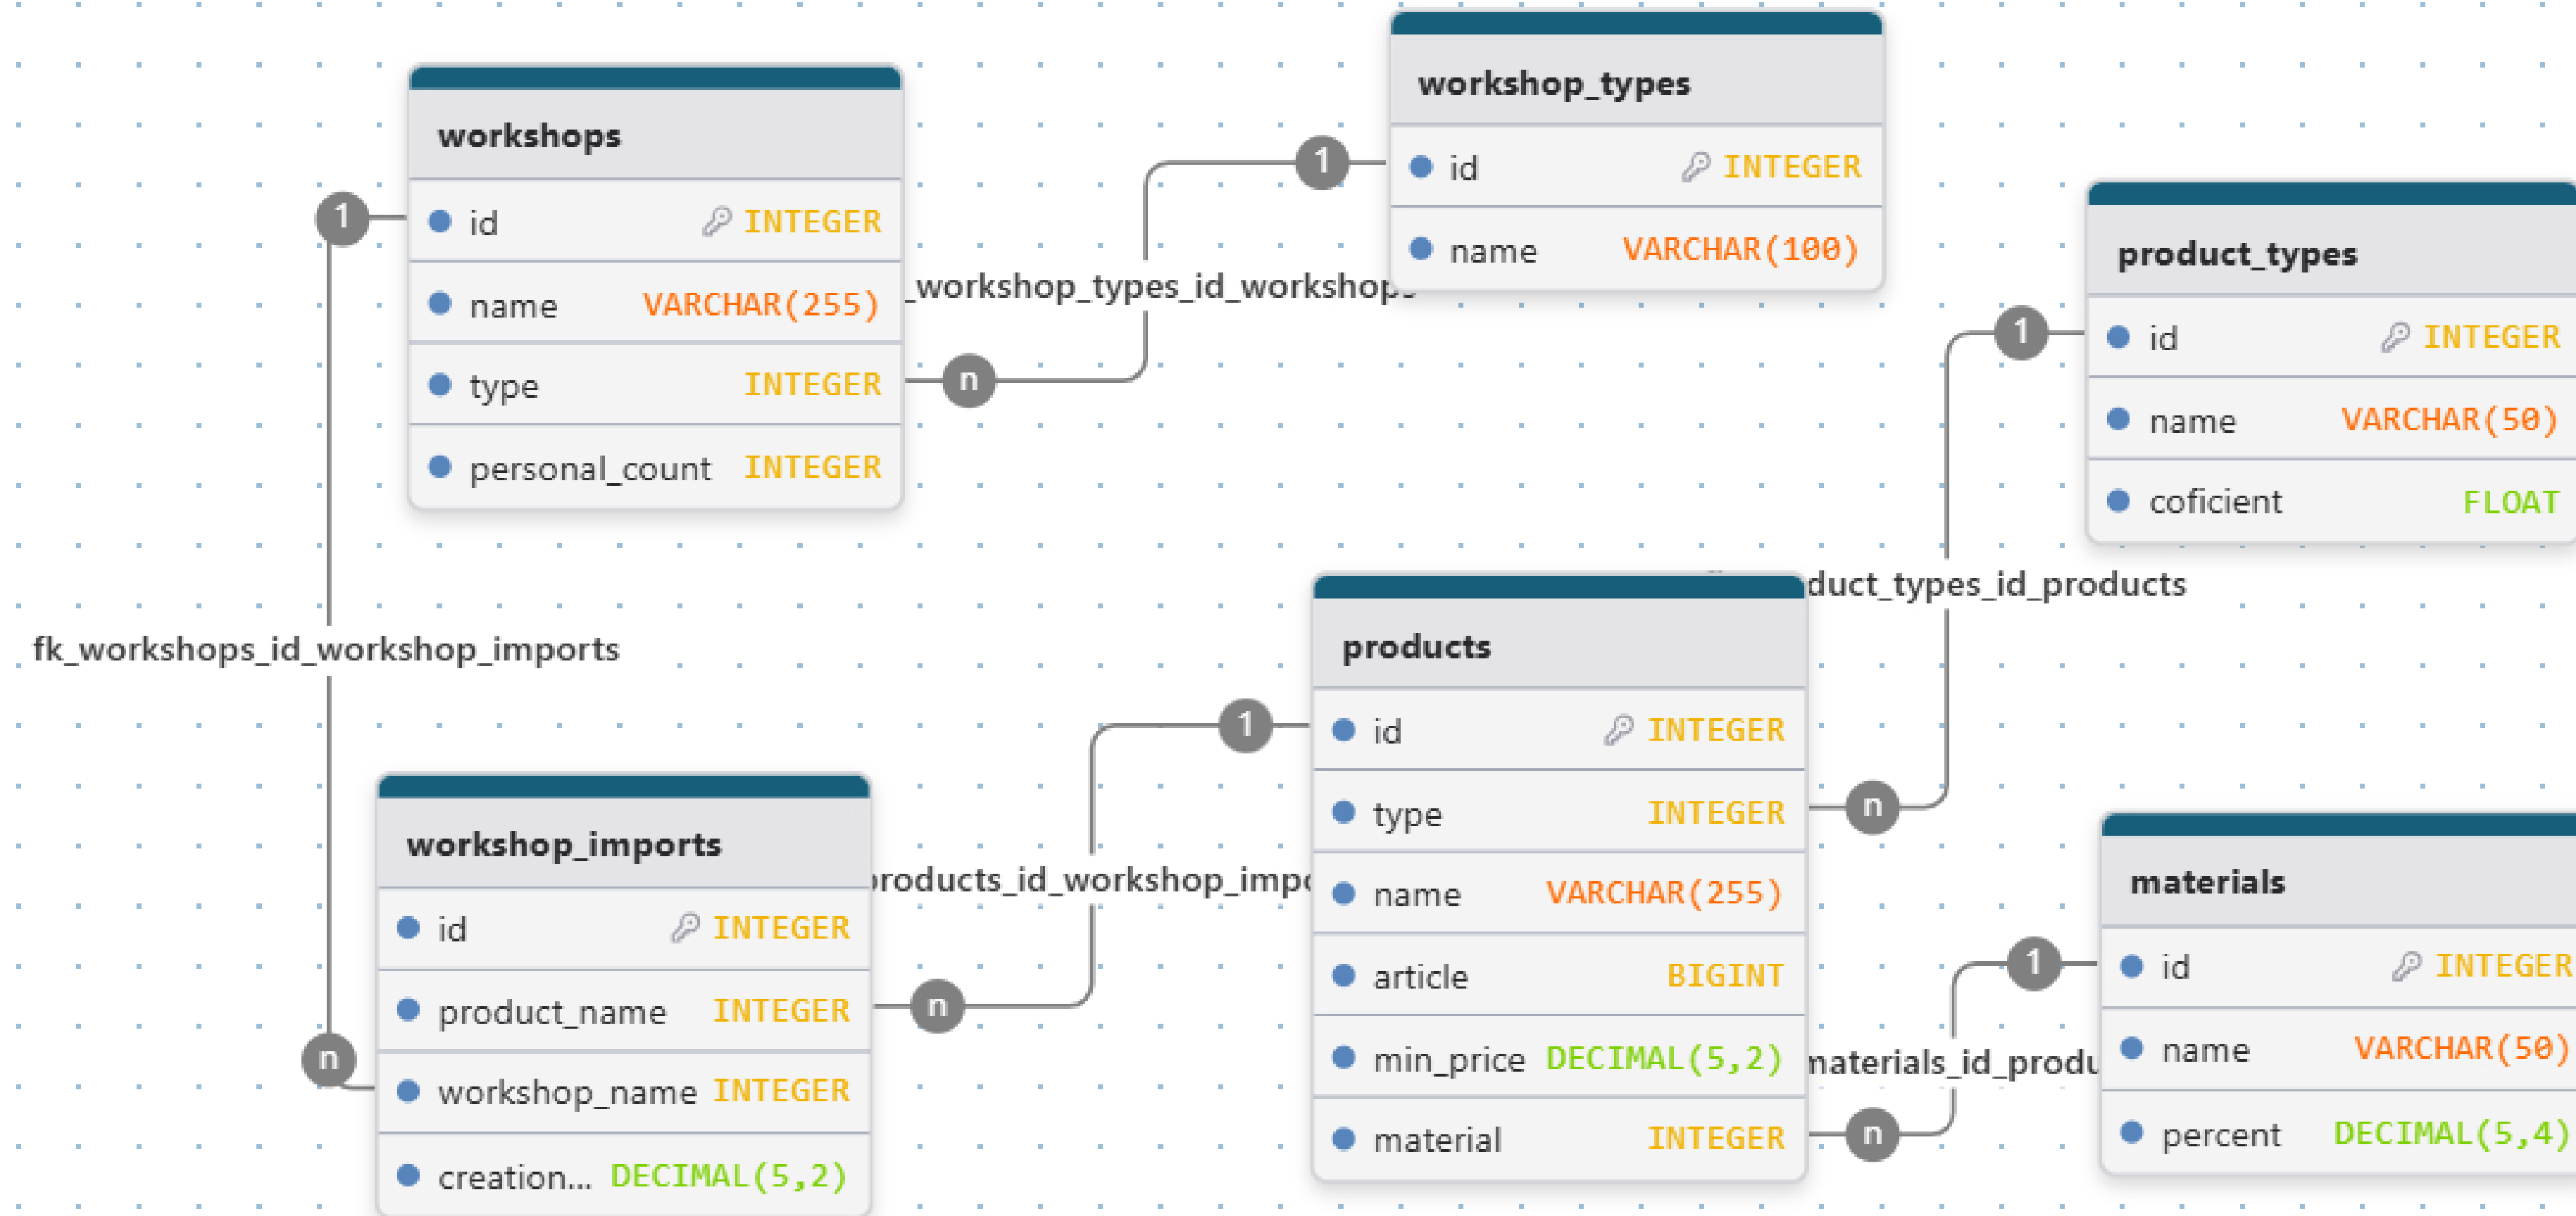 workshops
id INTEGER
name VARCHAR(255)
type INTEGER
personal_count INTEGER
1
n
_workshop_types_id_workshops
1
workshop_types
id INTEGER
name VARCHAR(100)
product_types
id INTEGER
name VARCHAR(50)
coficient FLOAT
1
duct_types_id_products
n
fk_workshops_id_workshop_imports
n
workshop_imports
id INTEGER
product_name INTEGER
workshop_name INTEGER
creation... DECIMAL(5,2)
n
products_id_workshop_impo
1
products
id INTEGER
type INTEGER
name VARCHAR(255)
article BIGINT
min_price DECIMAL(5,2)
material INTEGER
n
materials_id_produ
1
materials
id INTEGER
name VARCHAR(50)
percent DECIMAL(5,4)